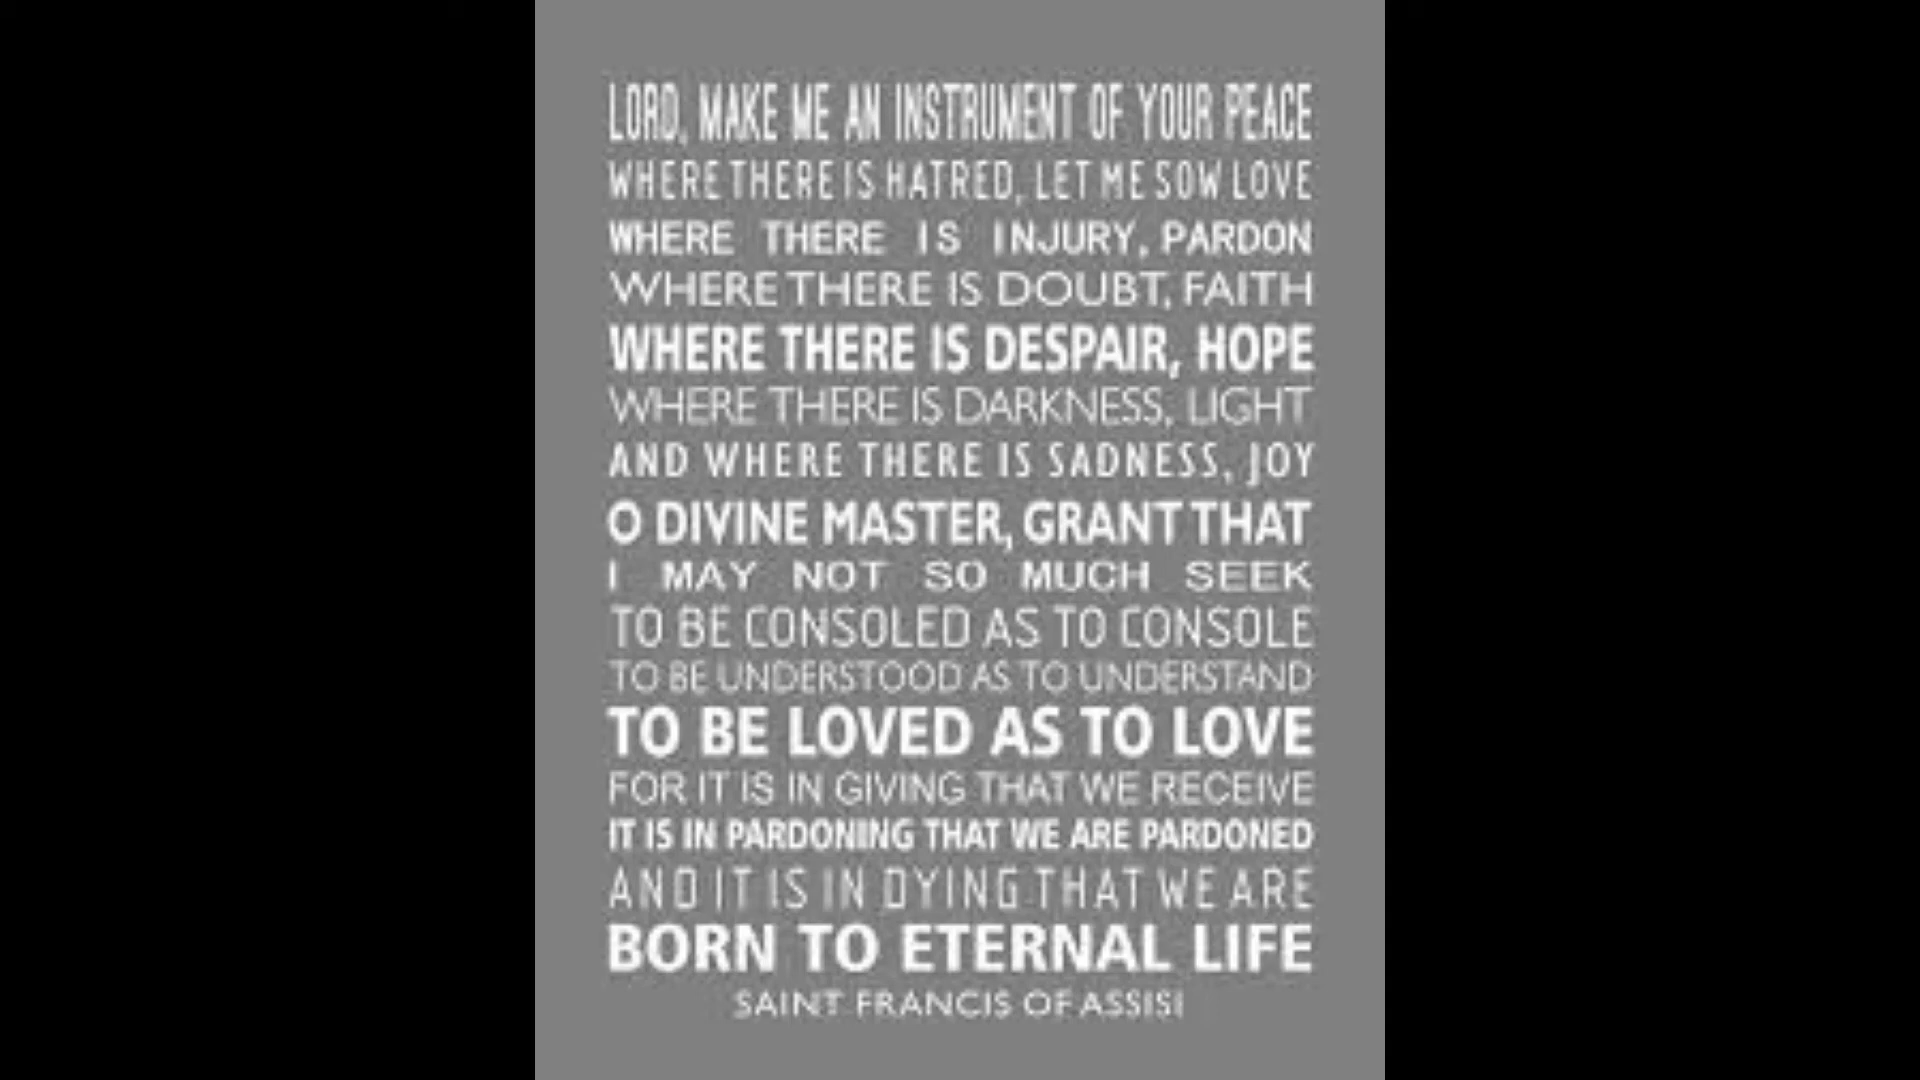 LORD, MAKE ME AN INSTRUMENT OF YOUR PEACE
WHERE THERE IS HATRED, LET ME SOW LOVE
WHERE THERE IS INJURY, PARDON
WHERE THERE IS DOUBT, FAITH
WHERE THERE IS DESPAIR, HOPE
WHERE THERE IS DARKNESS, LIGHT
AND WHERE THERE IS SADNESS, JOY
O DIVINE MASTER, GRANT THAT
I MAY NOT SO MUCH SEEK
TO BE CONSOLED AS TO CONSOLE
TO BE UNDERSTOOD AS TO UNDERSTAND
TO BE LOVED AS TO LOVE
FOR IT IS IN GIVING THAT WE RECEIVE
IT IS IN PARDONING THAT WE ARE PARDONED
AND IT IS IN DYING THAT WE ARE
BORN TO ETERNAL LIFE
SAINT FRANCIS OF ASSISI